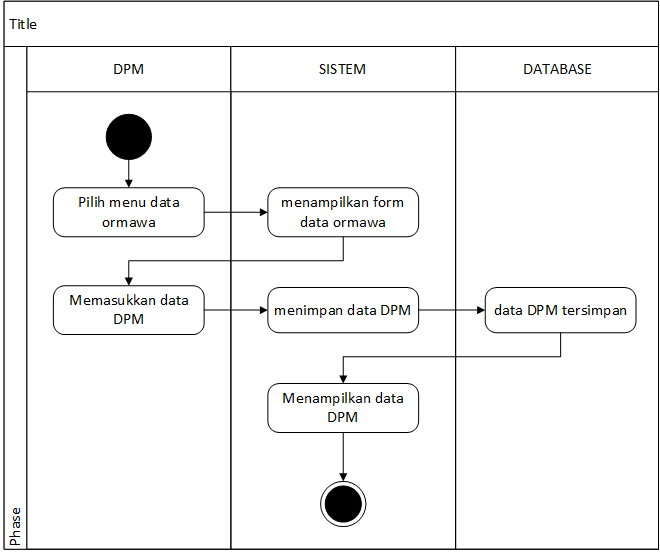 Title
DPM
SISTEM
DATABASE
Pilih menu data
ormawa
menampilkan form
data ormawa
Memasukkan data
DPM
menimpan data DPM
data DPM tersimpan
Menampilkan data
DPM
Phase